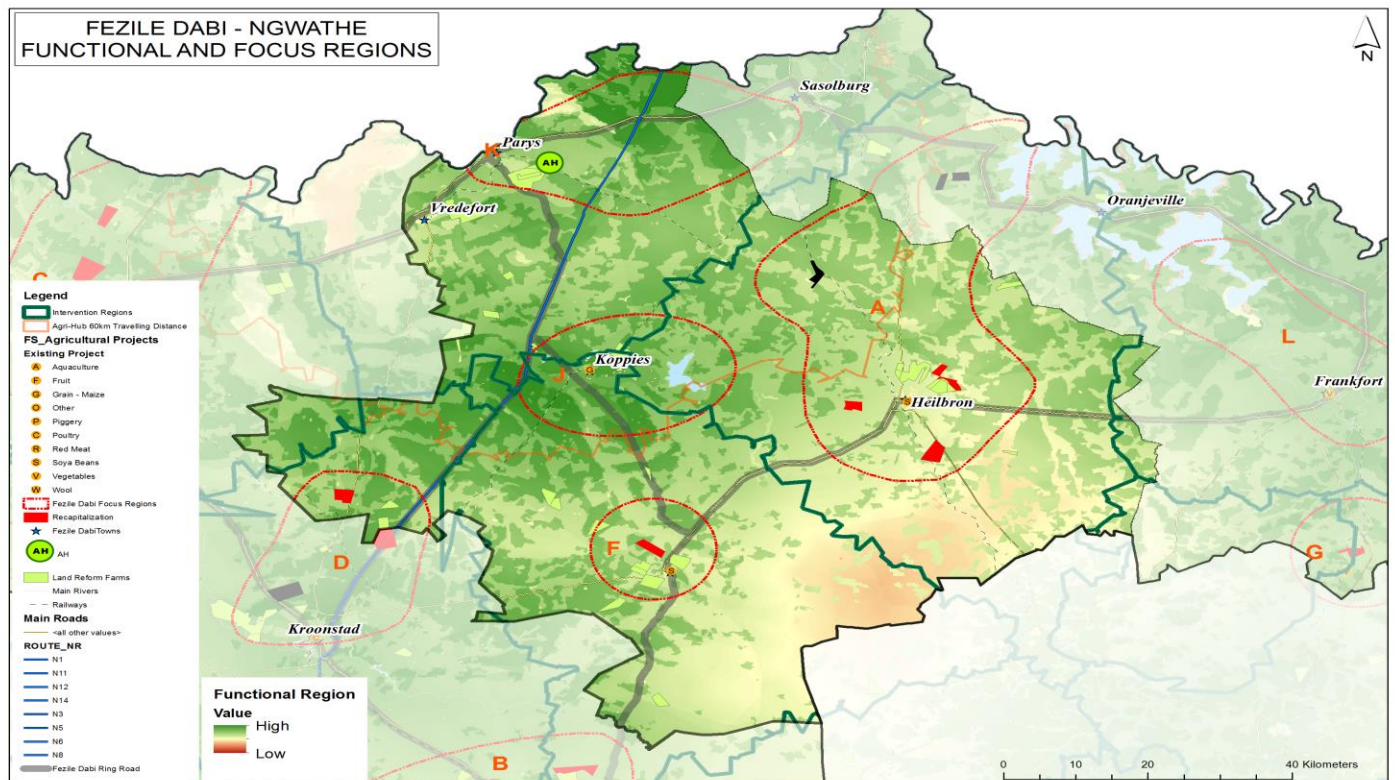 FEZILE DABI - NGWATHE
FUNCTIONAL AND FOCUS REGIONS
N
Sasolburg
K
Parys
AH
Vredefort
Oranjeville
C
A
L
Koppies
J
G
Frankfort
V
Heilbron
S
F
S
D
G
Kroonstad
B
Legend
Intervention Regions
Agri-Hub 60km Travelling Distance
FS_Agricultural Projects
Existing Project
A Aquaculture
F Fruit
G Grain - Maize
O Other
P Piggery
C Poultry
R Red Meat
S Soya Beans
V Vegetables
W Wool
Fezile Dabi Focus Regions
Recapitalization
Fezile DabiTowns
AH AH
Land Reform Farms
Main Rivers
Railways
Main Roads
<all other values>
ROUTE_NR
N1
N11
N12
N14
N3
N5
N6
N8
Fezile Dabi Ring Road
Functional Region
Value
High
Low
0 10 20 40 Kilometers